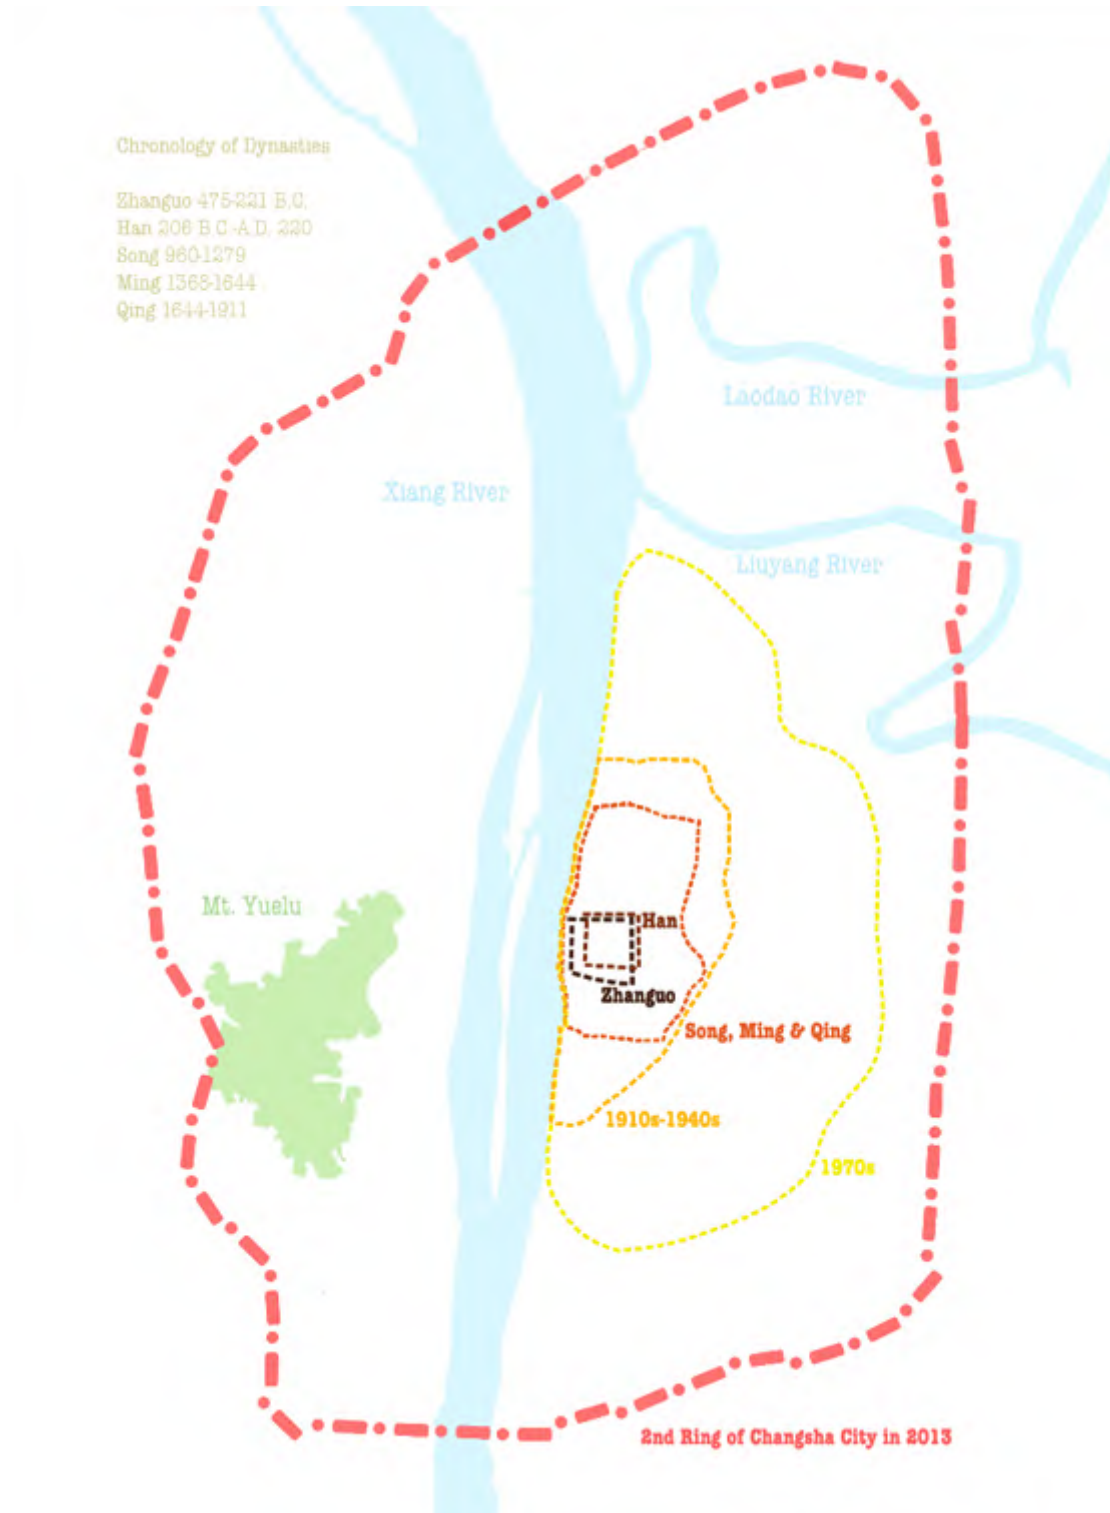 Chronology of Dynasties
Zhanguo 475-221 B.C.
Han 206 B.C.-A.D. 220
Song 960-1279
Ming 1368-1644
Qing 1644-1911
Laodao River
Xiang River
Liuyang River
Mt. Yuelu
Han
Zhanguo
Song, Ming & Qing
1910s-1940s
1970s
2nd Ring of Changsha City in 2013